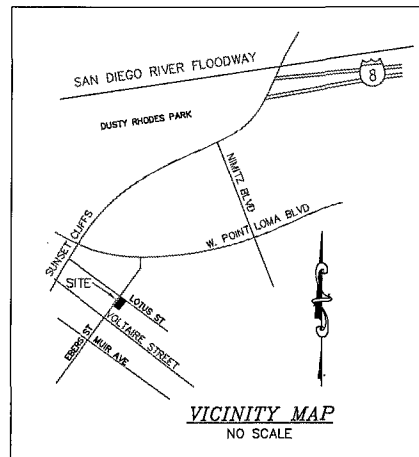 SAN DIEGO RIVER FLOODWAY
8
DUSTY RHODES PARK
NIMITZ BLVD
W. POINT LOMA BLVD
SUNSET CLIFFS
SITE
LOTUS ST
VOLTAIRE STREET
EBERS ST
MUIR AVE
VICINITY MAP
NO SCALE